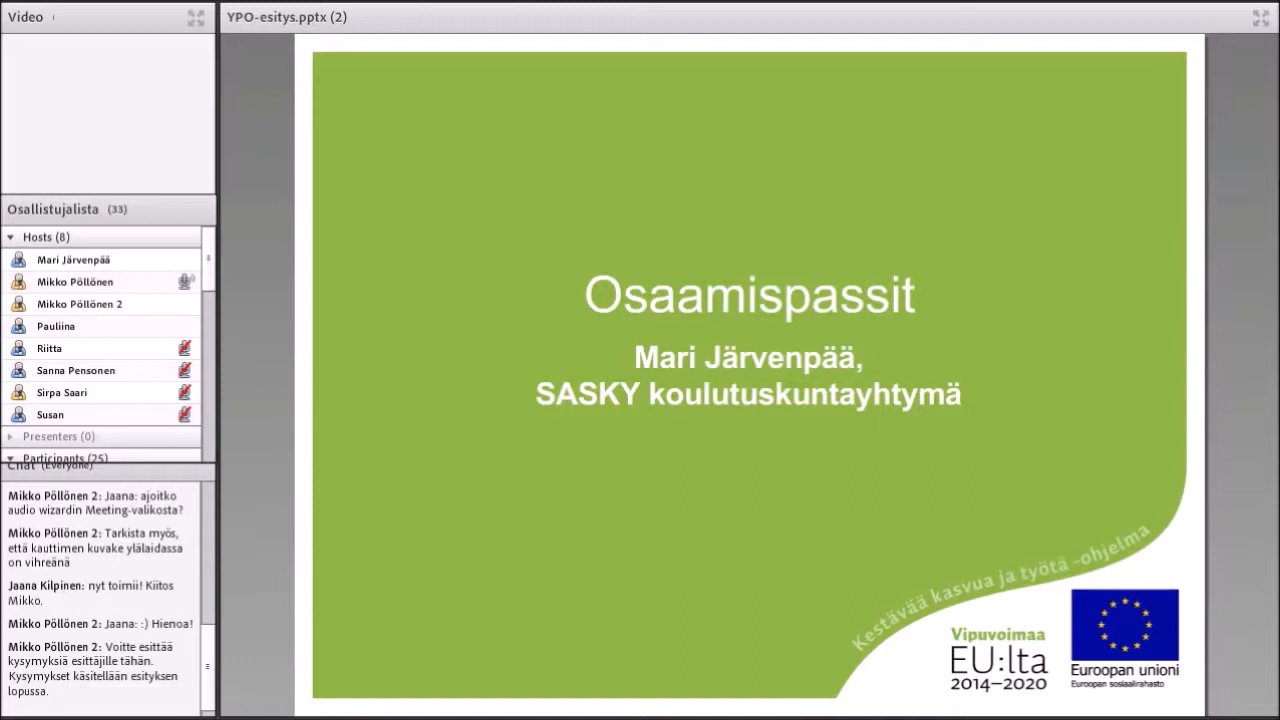 Video
YPO-esitys.pptx (2)
Osallistujalista (33)
Hosts (8)
Mari Järvenpää
Mikko Pöllönen
Mikko Pöllönen 2
Pauliina
Riitta
Sanna Pensonen
Sirpa Saari
Susan
Presenters (0)
Participants (25)
Chat (Everyone)
Mikko Pöllönen 2: Jaana: ajoitko
audio wizardin Meeting-valikosta?
Mikko Pöllönen 2: Tarkista myös,
että kauttimen kuvake ylälaidassa
on vihreänä
Jaana Kilpinen: nyt toimii! Kiitos
Mikko.
Mikko Pöllönen 2: Jaana: :) Hienoa!
Mikko Pöllönen 2: Voitte esittää
kysymyksiä esittäjille tähän.
Kysymykset käsitellään esityksen
lopussa.
Osaamispassit
Mari Järvenpää,
SASKY koulutuskuntayhtymä
Kestävää kasvua ja työtä -ohjelma
Vipuvoimaa
EU:lta
2014–2020
Euroopan unioni
Euroopan sosiaalirahasto